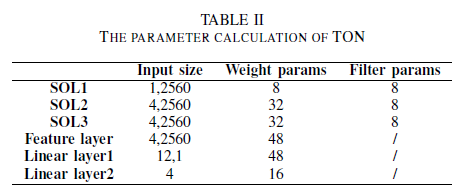 TABLE II
THE PARAMETER CALCULATION OF TON
Input size Weight params Filter params
SOL1 1,2560 8 8
SOL2 4,2560 32 8
SOL3 4,2560 32 8
Feature layer 4,2560 48 /
Linear layer1 12,1 48 /
Linear layer2 4 16 /